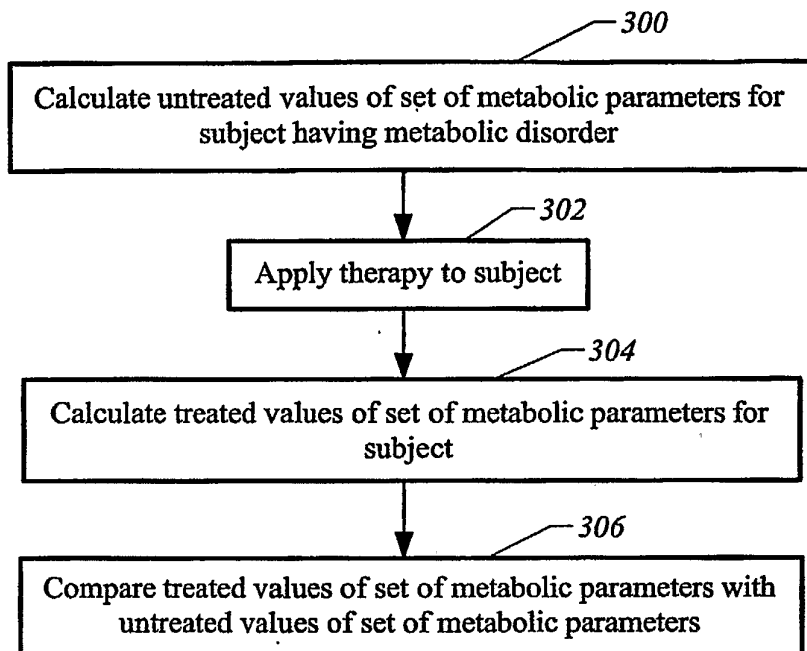 300
Calculate untreated values of set of metabolic parameters for
subject having metabolic disorder
302
Apply therapy to subject
304
Calculate treated values of set of metabolic parameters for
subject
306
Compare treated values of set of metabolic parameters with
untreated values of set of metabolic parameters